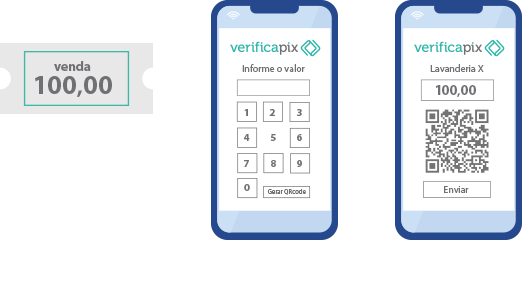 venda
100,00
verificapix
Informe o valor
1 2 3
4 5 6
7 8 9
0 Gerar QRcode
verificapix
Lavanderia X
100,00
Enviar